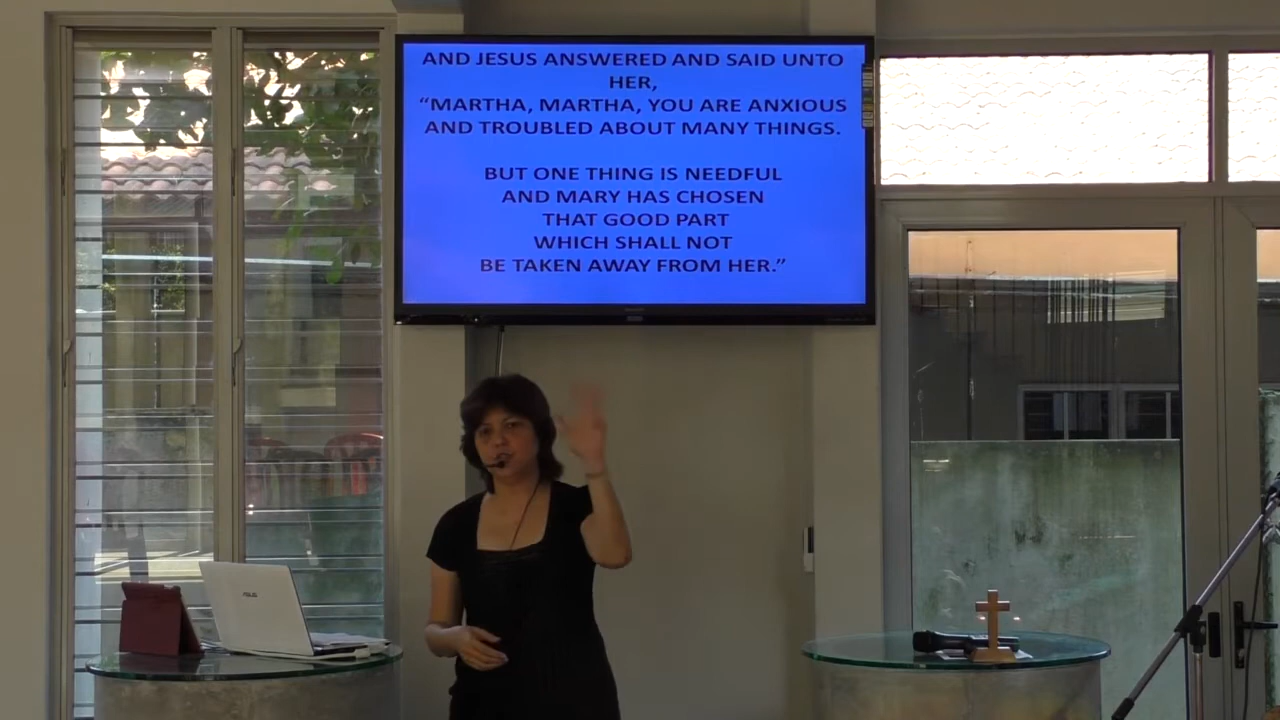 AND JESUS ANSWERED AND SAID UNTO
HER,
“MARTHA, MARTHA, YOU ARE ANXIOUS
AND TROUBLED ABOUT MANY THINGS.
BUT ONE THING IS NEEDFUL
AND MARY HAS CHOSEN
THAT GOOD PART
WHICH SHALL NOT
BE TAKEN AWAY FROM HER.”
ASUS